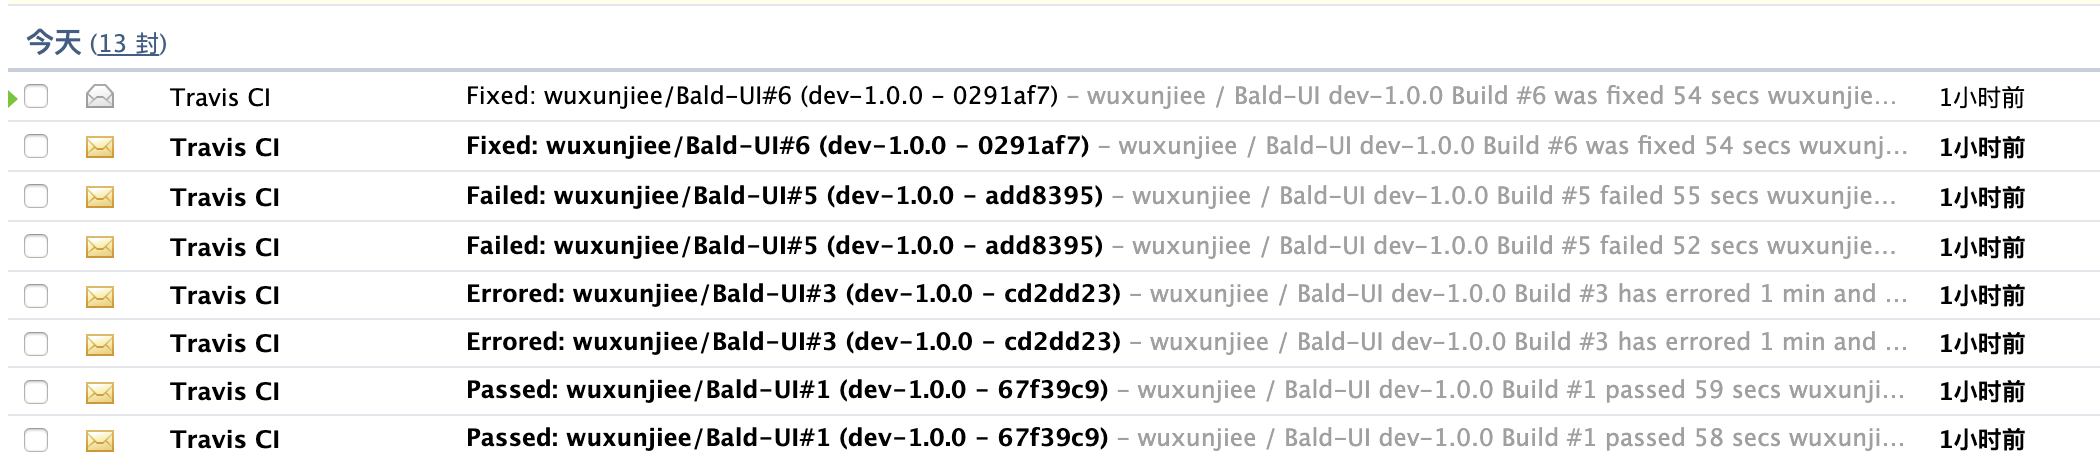 今天 (13 封)
Travis CI Fixed: wuxunjiee/Bald-UI#6 (dev-1.0.0 - 0291af7) - wuxunjiee / Bald-UI dev-1.0.0 Build #6 was fixed 54 secs wuxunjie... 1小时前
Travis CI Fixed: wuxunjiee/Bald-UI#6 (dev-1.0.0 - 0291af7) - wuxunjiee / Bald-UI dev-1.0.0 Build #6 was fixed 54 secs wuxunj... 1小时前
Travis CI Failed: wuxunjiee/Bald-UI#5 (dev-1.0.0 - add8395) - wuxunjiee / Bald-UI dev-1.0.0 Build #5 failed 55 secs wuxunjie... 1小时前
Travis CI Failed: wuxunjiee/Bald-UI#5 (dev-1.0.0 - add8395) - wuxunjiee / Bald-UI dev-1.0.0 Build #5 failed 52 secs wuxunjie... 1小时前
Travis CI Errored: wuxunjiee/Bald-UI#3 (dev-1.0.0 - cd2dd23) - wuxunjiee / Bald-UI dev-1.0.0 Build #3 has errored 1 min and ... 1小时前
Travis CI Errored: wuxunjiee/Bald-UI#3 (dev-1.0.0 - cd2dd23) - wuxunjiee / Bald-UI dev-1.0.0 Build #3 has errored 1 min and ... 1小时前
Travis CI Passed: wuxunjiee/Bald-UI#1 (dev-1.0.0 - 67f39c9) - wuxunjiee / Bald-UI dev-1.0.0 Build #1 passed 59 secs wuxunji... 1小时前
Travis CI Passed: wuxunjiee/Bald-UI#1 (dev-1.0.0 - 67f39c9) - wuxunjiee / Bald-UI dev-1.0.0 Build #1 passed 58 secs wuxunji... 1小时前